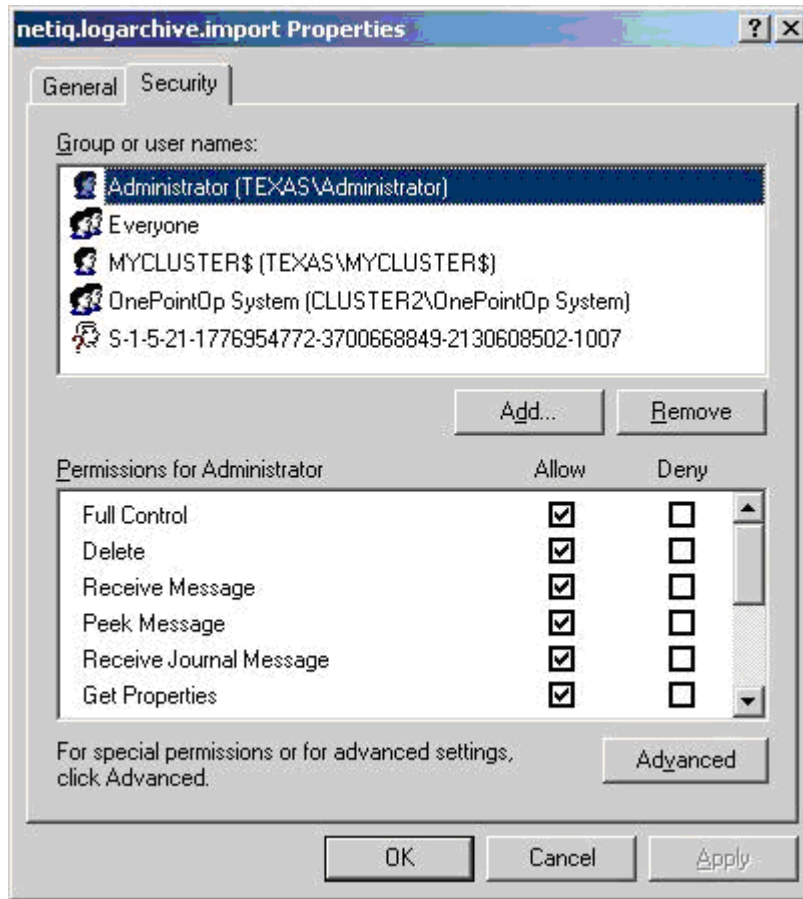 netiq.logarchive.import Properties
General Security
Group or user names:
Administrator (TEXAS\Administrator)
Everyone
MYCLUSTER$ (TEXAS\MYCLUSTER$)
OnePointOp System (CLUSTER2\OnePointOp System)
S-1-5-21-1776954772-3700668849-2130608502-1007
Add... Remove
Permissions for Administrator Allow Deny
Full Control
Delete
Receive Message
Peek Message
Receive Journal Message
Get Properties
For special permissions or for advanced settings,
click Advanced.
Advanced
OK Cancel Apply